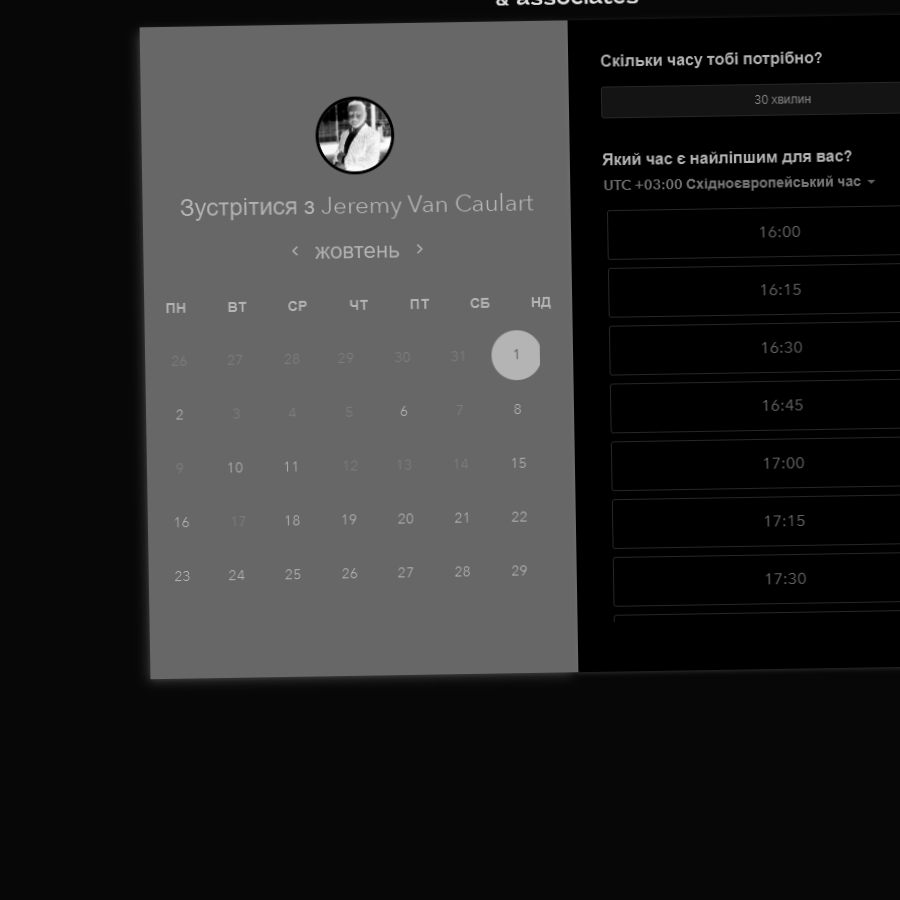 & associates
Зустрітися з Jeremy Van Caulart
‹ жовтень ›
ПН ВТ СР ЧТ ПТ СБ НД
26 27 28 29 30 31 1
2 3 4 5 6 7 8
9 10 11 12 13 14 15
16 17 18 19 20 21 22
23 24 25 26 27 28 29
Скільки часу тобі потрібно?
30 хвилин
Який час є найліпшим для вас?
UTC +03:00 Східноєвропейський час
16:00
16:15
16:30
16:45
17:00
17:15
17:30